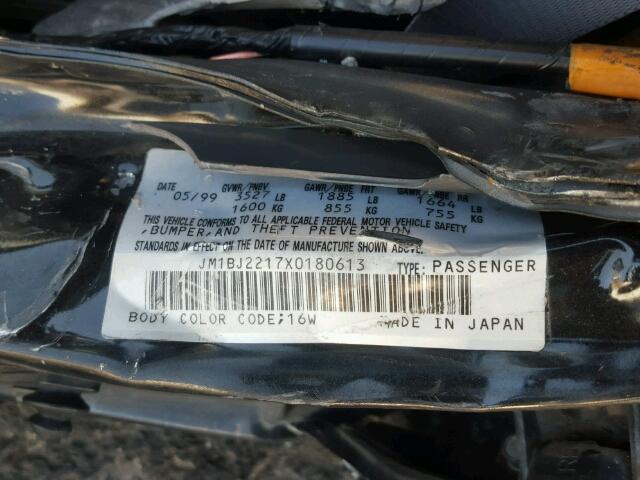 DATE GVWR/PNBV GAWR/PNBE FRT GAWR/PNBE RR
05/99 3527 LB 1885 LB 1664 LB
1600 KG 855 KG 755 KG
THIS VEHICLE CONFORMS TO ALL APPLICABLE FEDERAL MOTOR VEHICLE SAFETY
,BUMPER, AND THEFT PREVENTION
STANDARDS IN EFFECT ON THE DATE OF MANUFACTURE SHOWN ABOVE.
JM1BJ2217X0180613 TYPE: PASSENGER
BODY COLOR CODE;16W MADE IN JAPAN